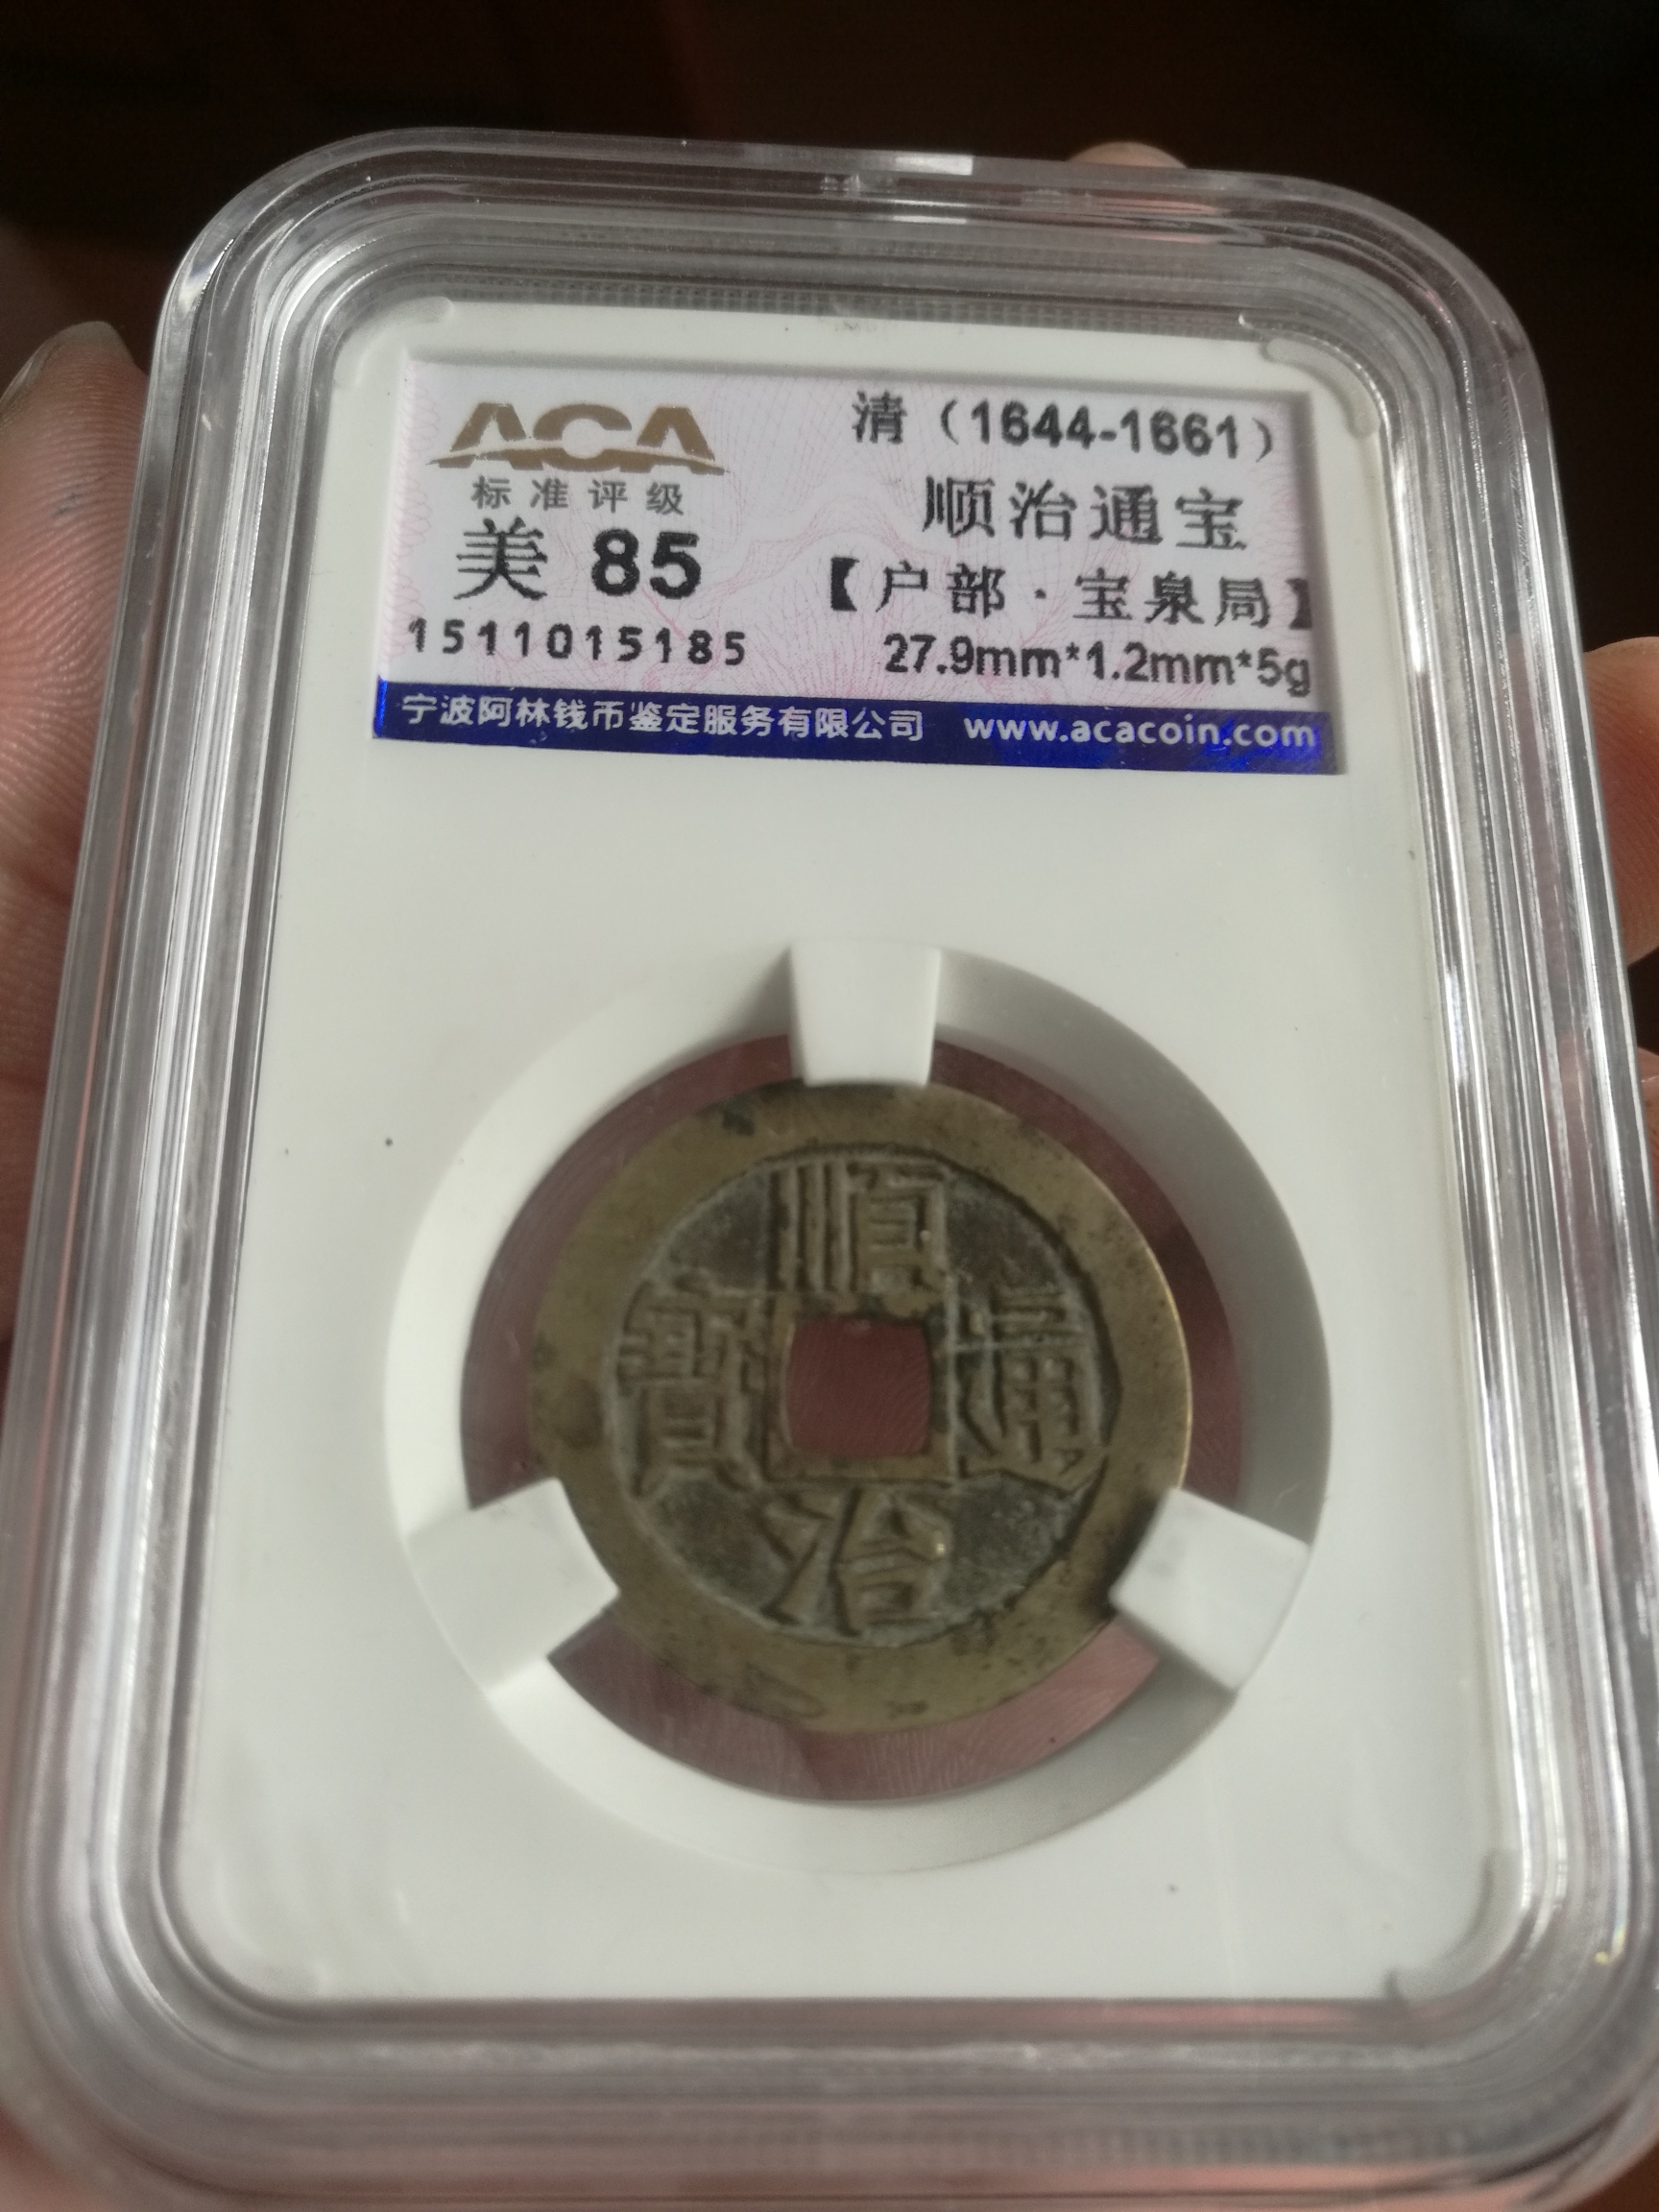 ACA
标准评级
美 85
1511015185
清（1644-1661）
顺治通宝
【户部·宝泉局】
27.9mm*1.2mm*5g
宁波阿林钱币鉴定服务有限公司 www.acacoin.com
順
寶 通
治